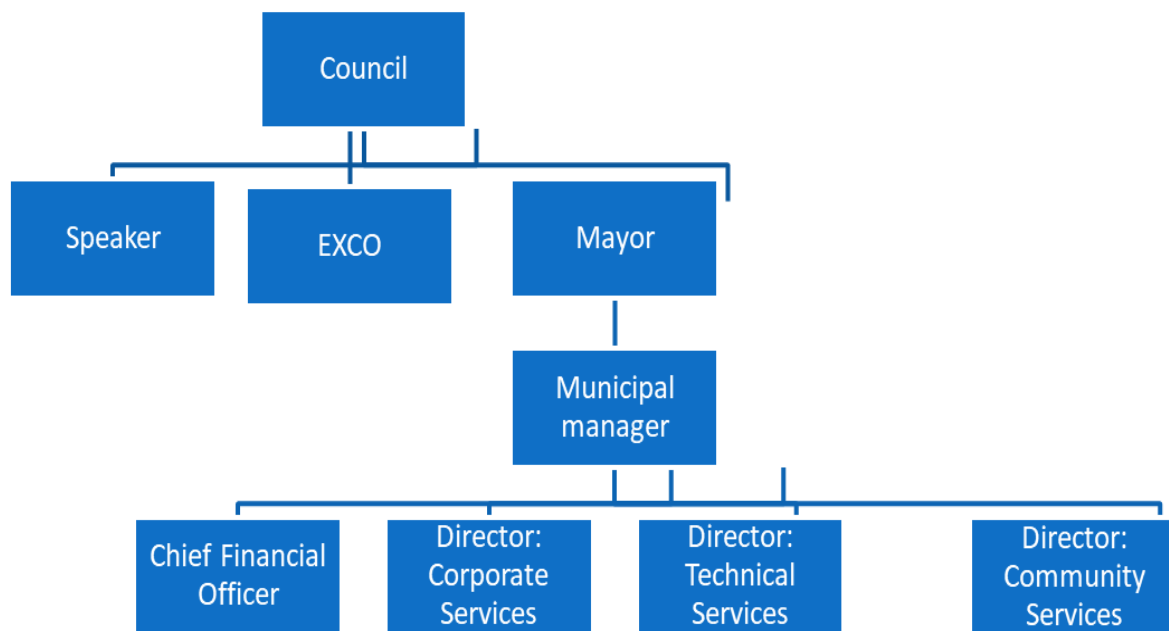 Council
Speaker
EXCO
Mayor
Municipal
manager
Chief Financial
Officer
Director:
Corporate
Services
Director:
Technical
Services
Director:
Community
Services